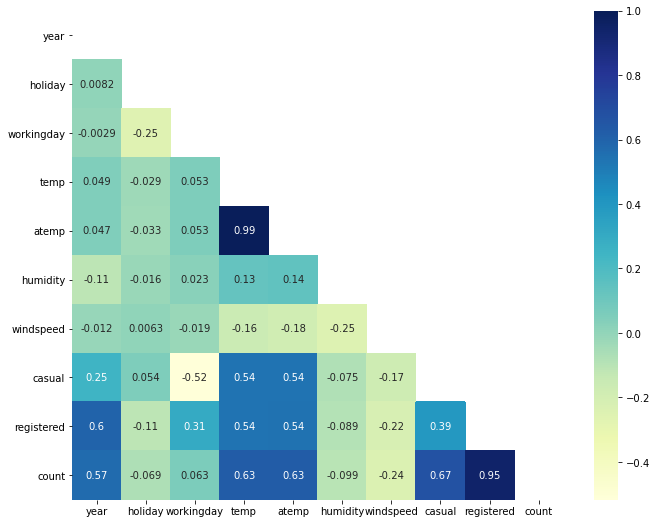 year
holiday 0.0082
workingday -0.0029 -0.25
temp 0.049 -0.029 0.053
atemp 0.047 -0.033 0.053 0.99
humidity -0.11 -0.016 0.023 0.13 0.14
windspeed -0.012 0.0063 -0.019 -0.16 -0.18 -0.25
casual 0.25 0.054 -0.52 0.54 0.54 -0.075 -0.17
registered 0.6 -0.11 0.31 0.54 0.54 -0.089 -0.22 0.39
count 0.57 -0.069 0.063 0.63 0.63 -0.099 -0.24 0.67 0.95
year holiday workingday temp atemp humidity windspeed casual registered count
1.0
0.8
0.6
0.4
0.2
0.0
−0.2
−0.4